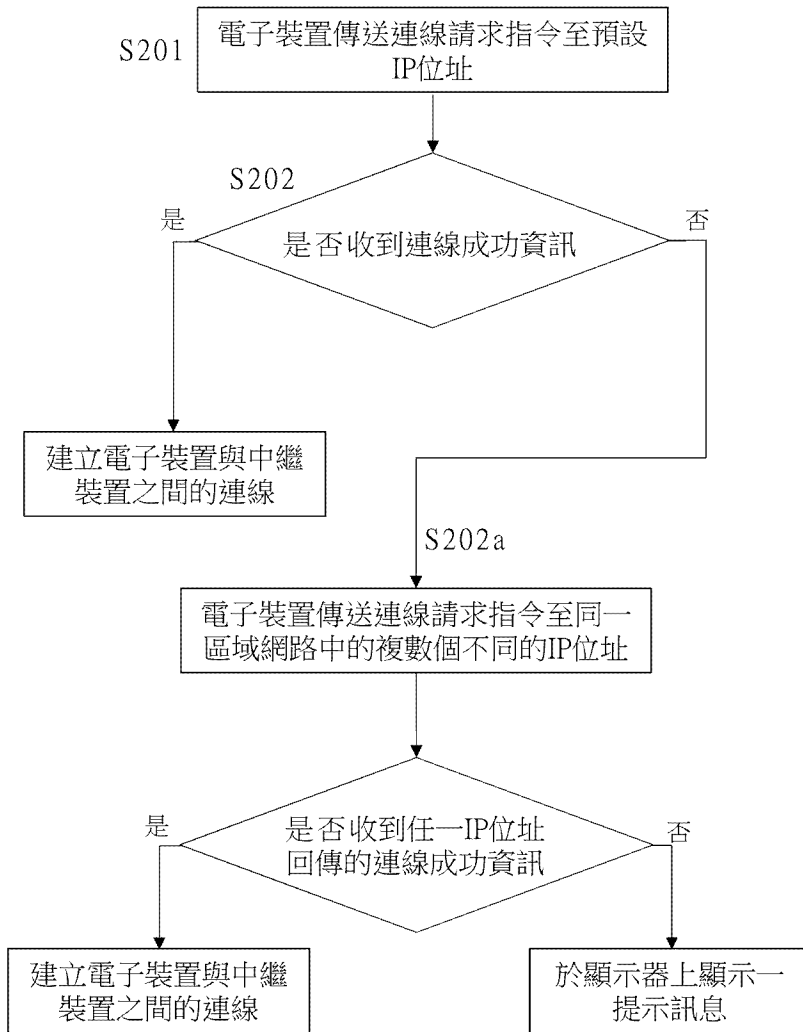 S201
電子裝置傳送連線請求指令至預設
IP位址
S202
是
否
是否收到連線成功資訊
建立電子裝置與中繼
裝置之間的連線
S202a
電子裝置傳送連線請求指令至同一
區域網路中的複數個不同的IP位址
是
否
是否收到任一IP位址
回傳的連線成功資訊
建立電子裝置與中繼
裝置之間的連線
於顯示器上顯示一
提示訊息